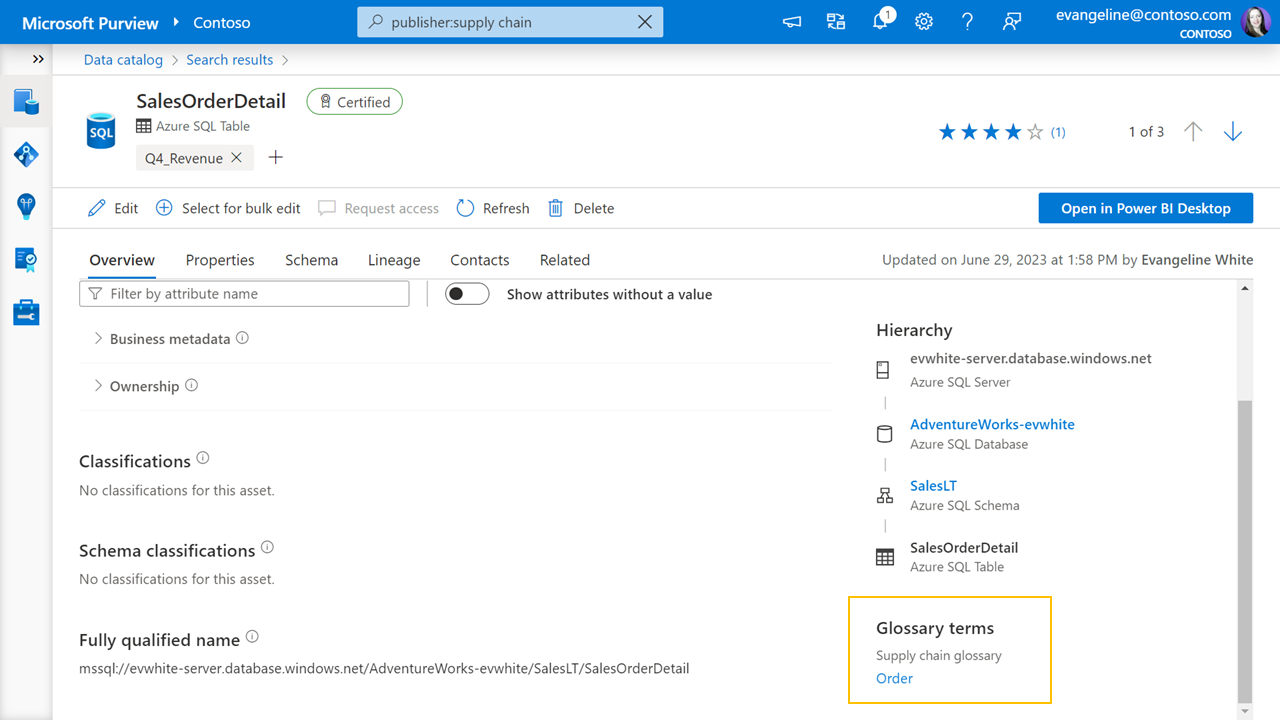 Microsoft Purview Contoso publisher:supply chain 1 evangeline@contoso.com
CONTOSO
Data catalog Search results
SalesOrderDetail Certified
Azure SQL Table
SQL
Q4_Revenue
(1) 1 of 3
Edit Select for bulk edit Request access Refresh Delete Open in Power BI Desktop
Overview Properties Schema Lineage Contacts Related Updated on June 29, 2023 at 1:58 PM by Evangeline White
Filter by attribute name Show attributes without a value
Business metadata
Ownership
Classifications
No classifications for this asset.
Schema classifications
No classifications for this asset.
Fully qualified name
mssql://evwhite-server.database.windows.net/AdventureWorks-evwhite/SalesLT/SalesOrderDetail
Hierarchy
evwhite-server.database.windows.net
Azure SQL Server
AdventureWorks-evwhite
Azure SQL Database
SalesLT
Azure SQL Schema
SalesOrderDetail
Azure SQL Table
Glossary terms
Supply chain glossary
Order